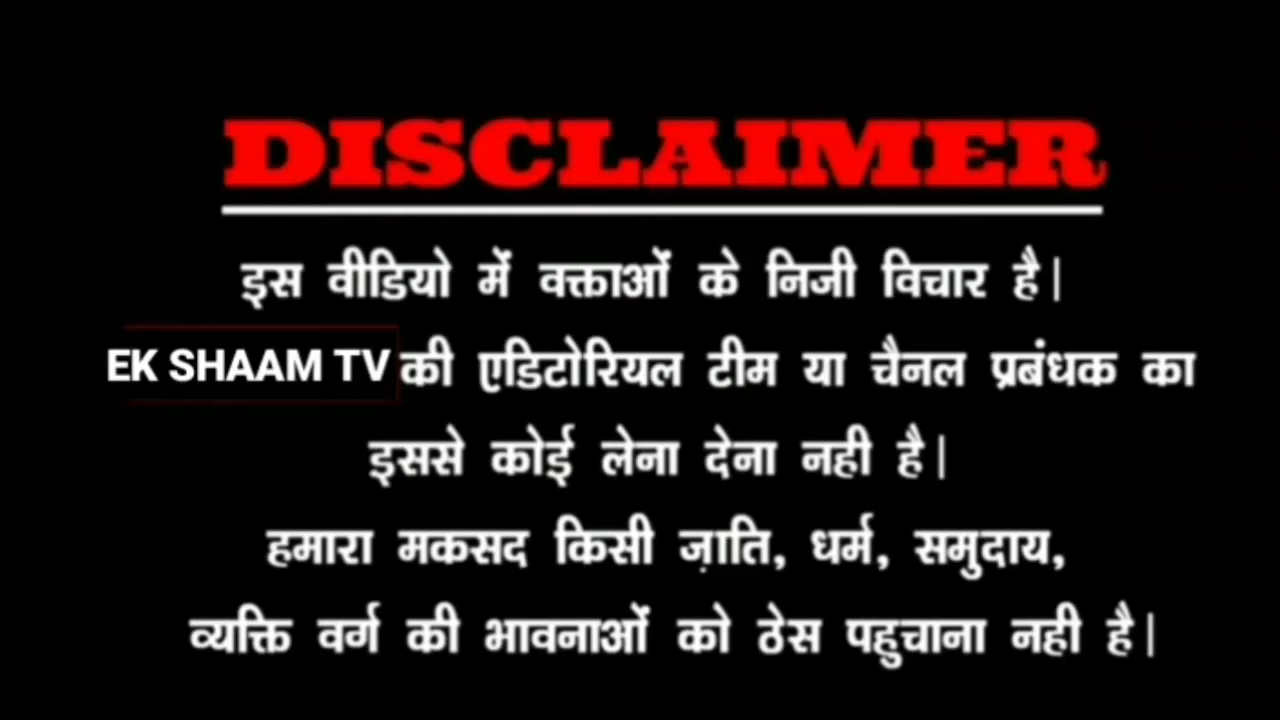 DISCLAIMER
इस वीडियो में वक्ताओं के निजी विचार है|
EK SHAAM TV की एडिटोरियल टीम या चैनल प्रबंधक का
इससे कोई लेना देना नही है|
हमारा मकसद किसी ज़ाति, धर्म, समुदाय,
व्यक्ति वर्ग की भावनाओं को ठेस पहुचाना नही है|